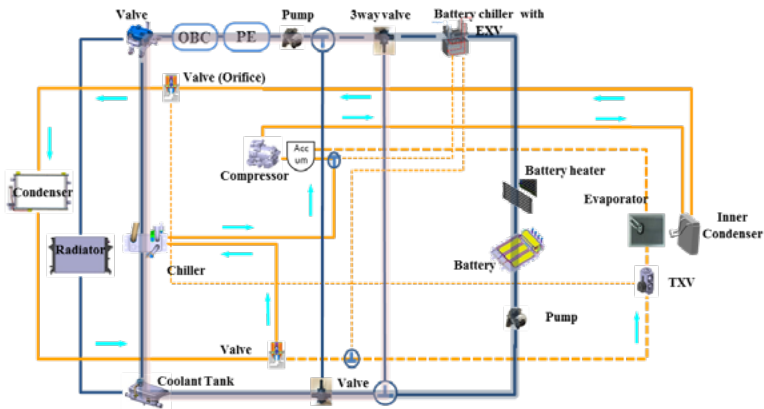 Valve
OBC
PE
Pump
3way valve
Battery chiller with
EXV
Valve (Orifice)
Acc
um
Compressor
Battery heater
Condenser
Evaporator
Inner
Condenser
Radiator
Chiller
Battery
TXV
Pump
Valve
Coolant Tank
Valve